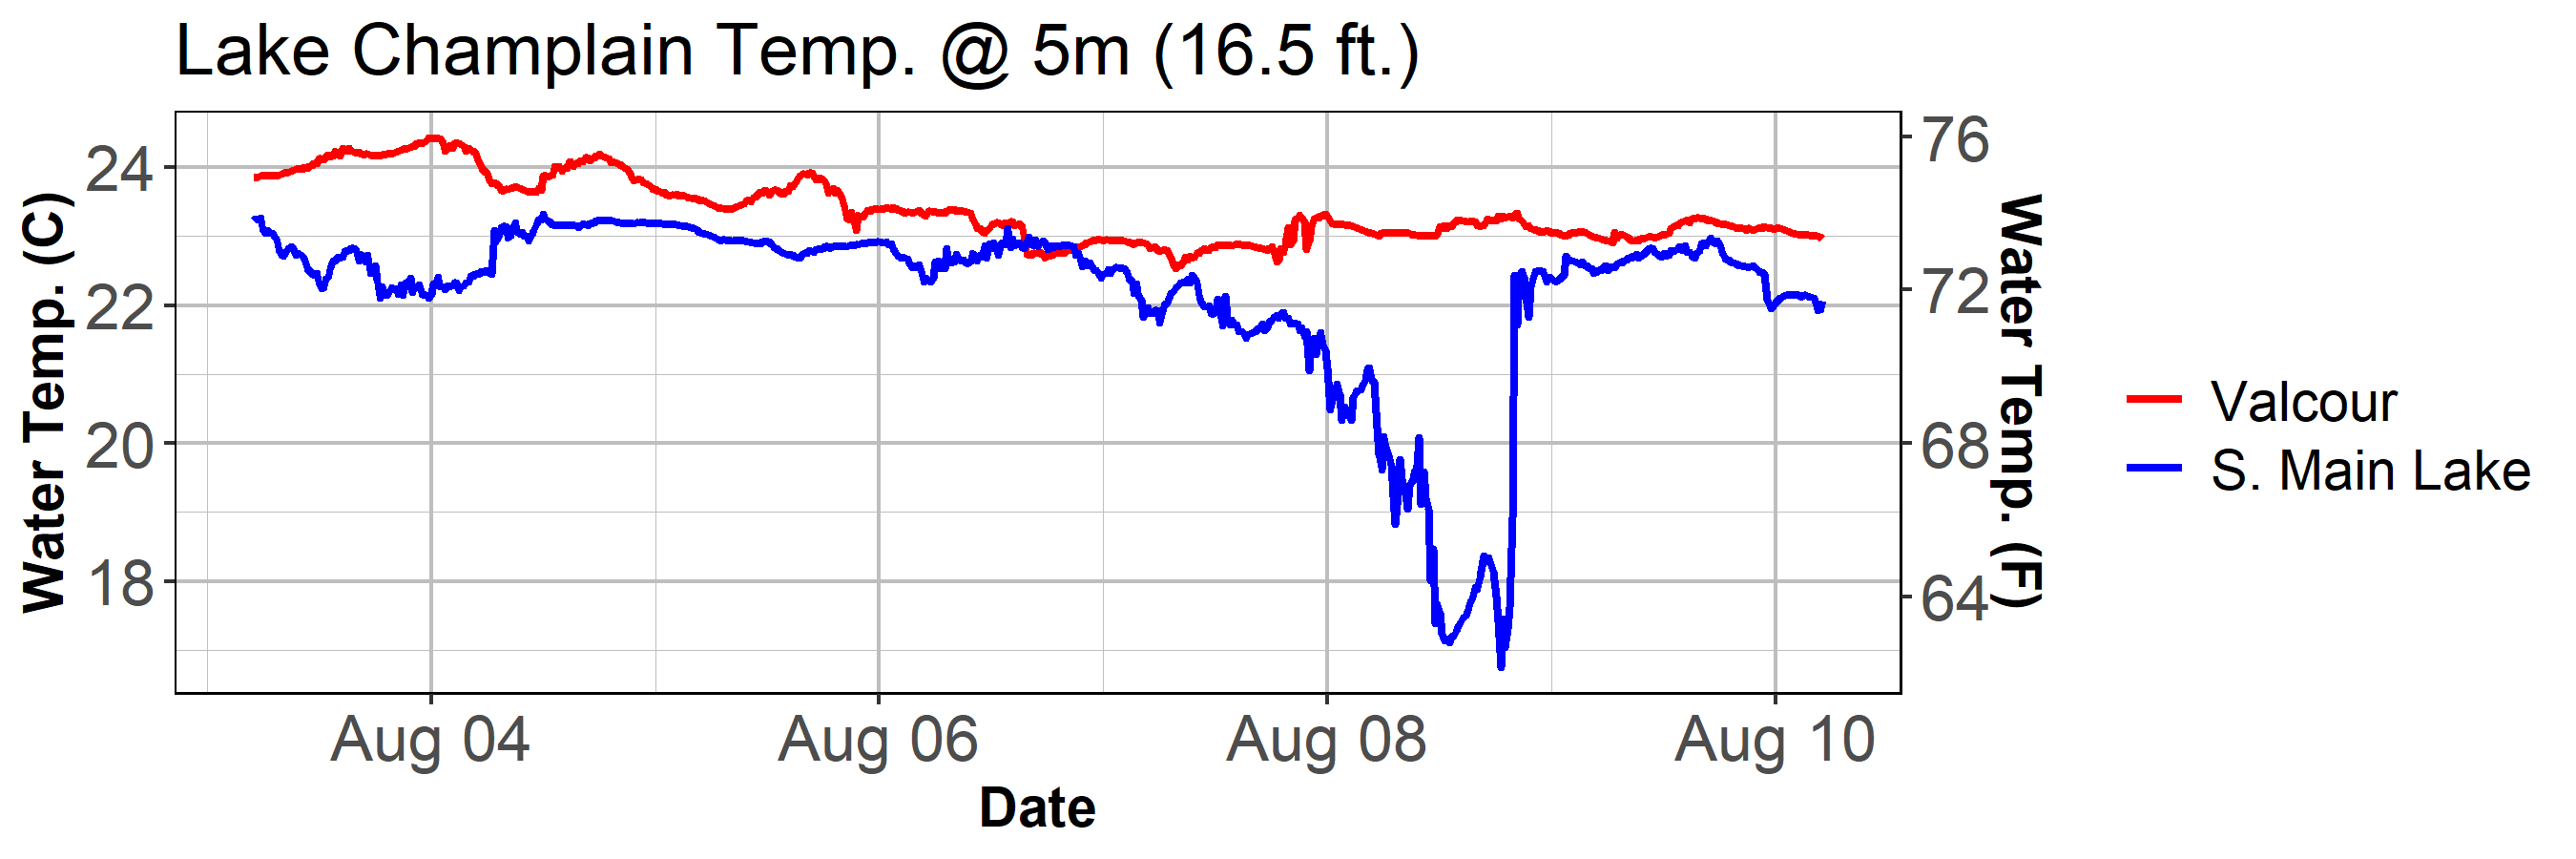 Lake Champlain Temp. @ 5m (16.5 ft.)
Water Temp. (C)
24
22
20
18
76
72
68
64
Water Temp. (F)
Aug 04 Aug 06 Aug 08 Aug 10
Date
Valcour
S. Main Lake